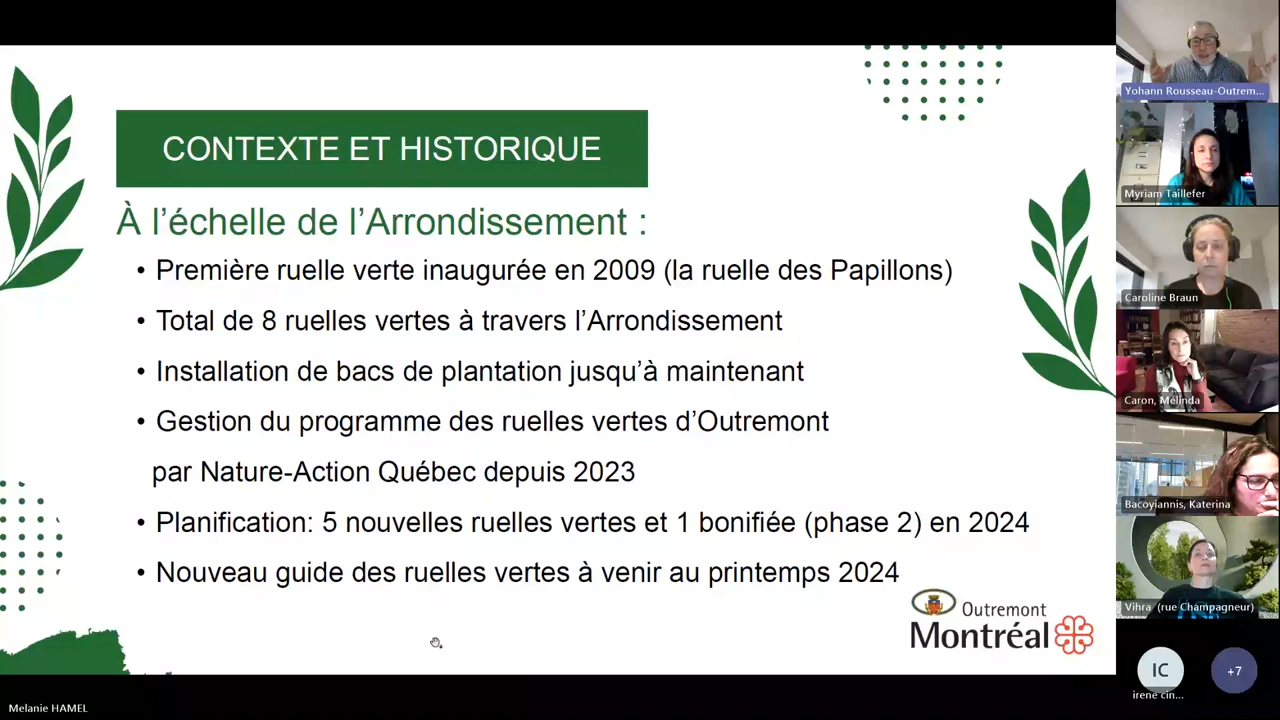 CONTEXTE ET HISTORIQUE
À l’échelle de l’Arrondissement :
• Première ruelle verte inaugurée en 2009 (la ruelle des Papillons)
• Total de 8 ruelles vertes à travers l’Arrondissement
• Installation de bacs de plantation jusqu’à maintenant
• Gestion du programme des ruelles vertes d’Outremont
par Nature-Action Québec depuis 2023
• Planification: 5 nouvelles ruelles vertes et 1 bonifiée (phase 2) en 2024
• Nouveau guide des ruelles vertes à venir au printemps 2024
Outremont
Montréal
Yohann Rousseau-Outrem...
Myriam Taillefer
Caroline Braun
Caron, Mélinda
Bacoyiannis, Katerina
Vihra (rue Champagneur)
IC
+7
irene cin...
Melanie HAMEL